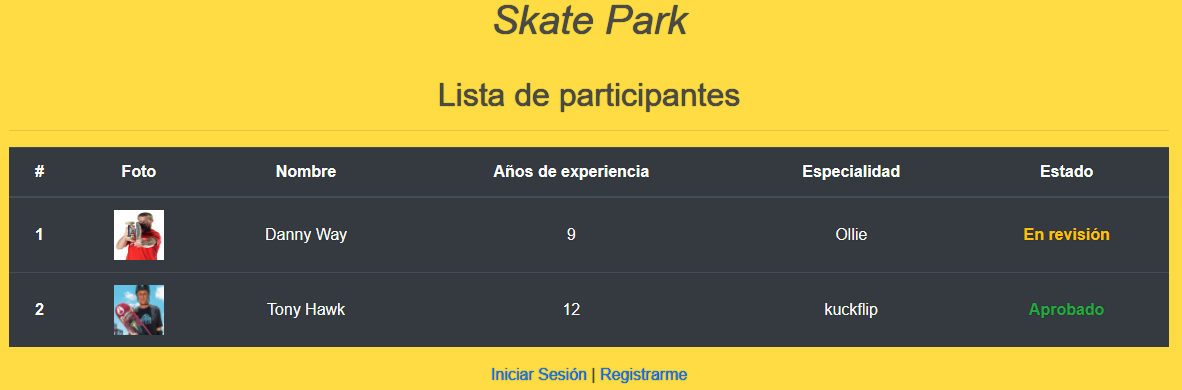 Skate Park
Lista de participantes
# Foto Nombre Años de experiencia Especialidad Estado
1 Danny Way 9 Ollie En revisión
2 Tony Hawk 12 kuckflip Aprobado
Iniciar Sesión | Registrarme